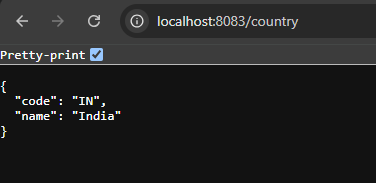 localhost:8083/country
Pretty-print
{
  "code": "IN",
  "name": "India"
}